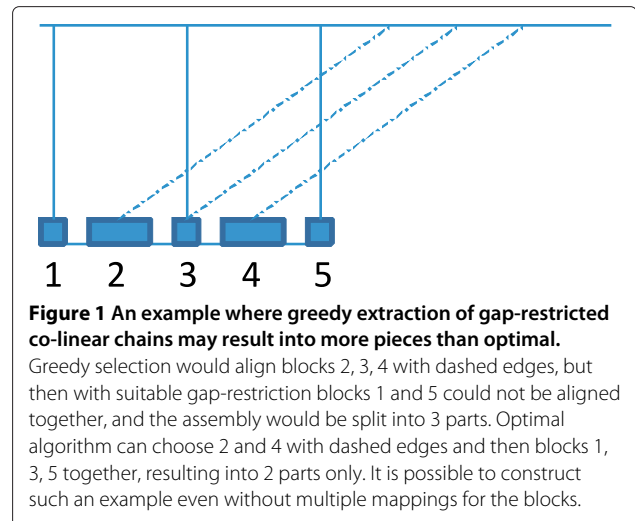 1 2 3 4 5
Figure 1 An example where greedy extraction of gap-restricted
co-linear chains may result into more pieces than optimal.
Greedy selection would align blocks 2, 3, 4 with dashed edges, but
then with suitable gap-restriction blocks 1 and 5 could not be aligned
together, and the assembly would be split into 3 parts. Optimal
algorithm can choose 2 and 4 with dashed edges and then blocks 1,
3, 5 together, resulting into 2 parts only. It is possible to construct
such an example even without multiple mappings for the blocks.